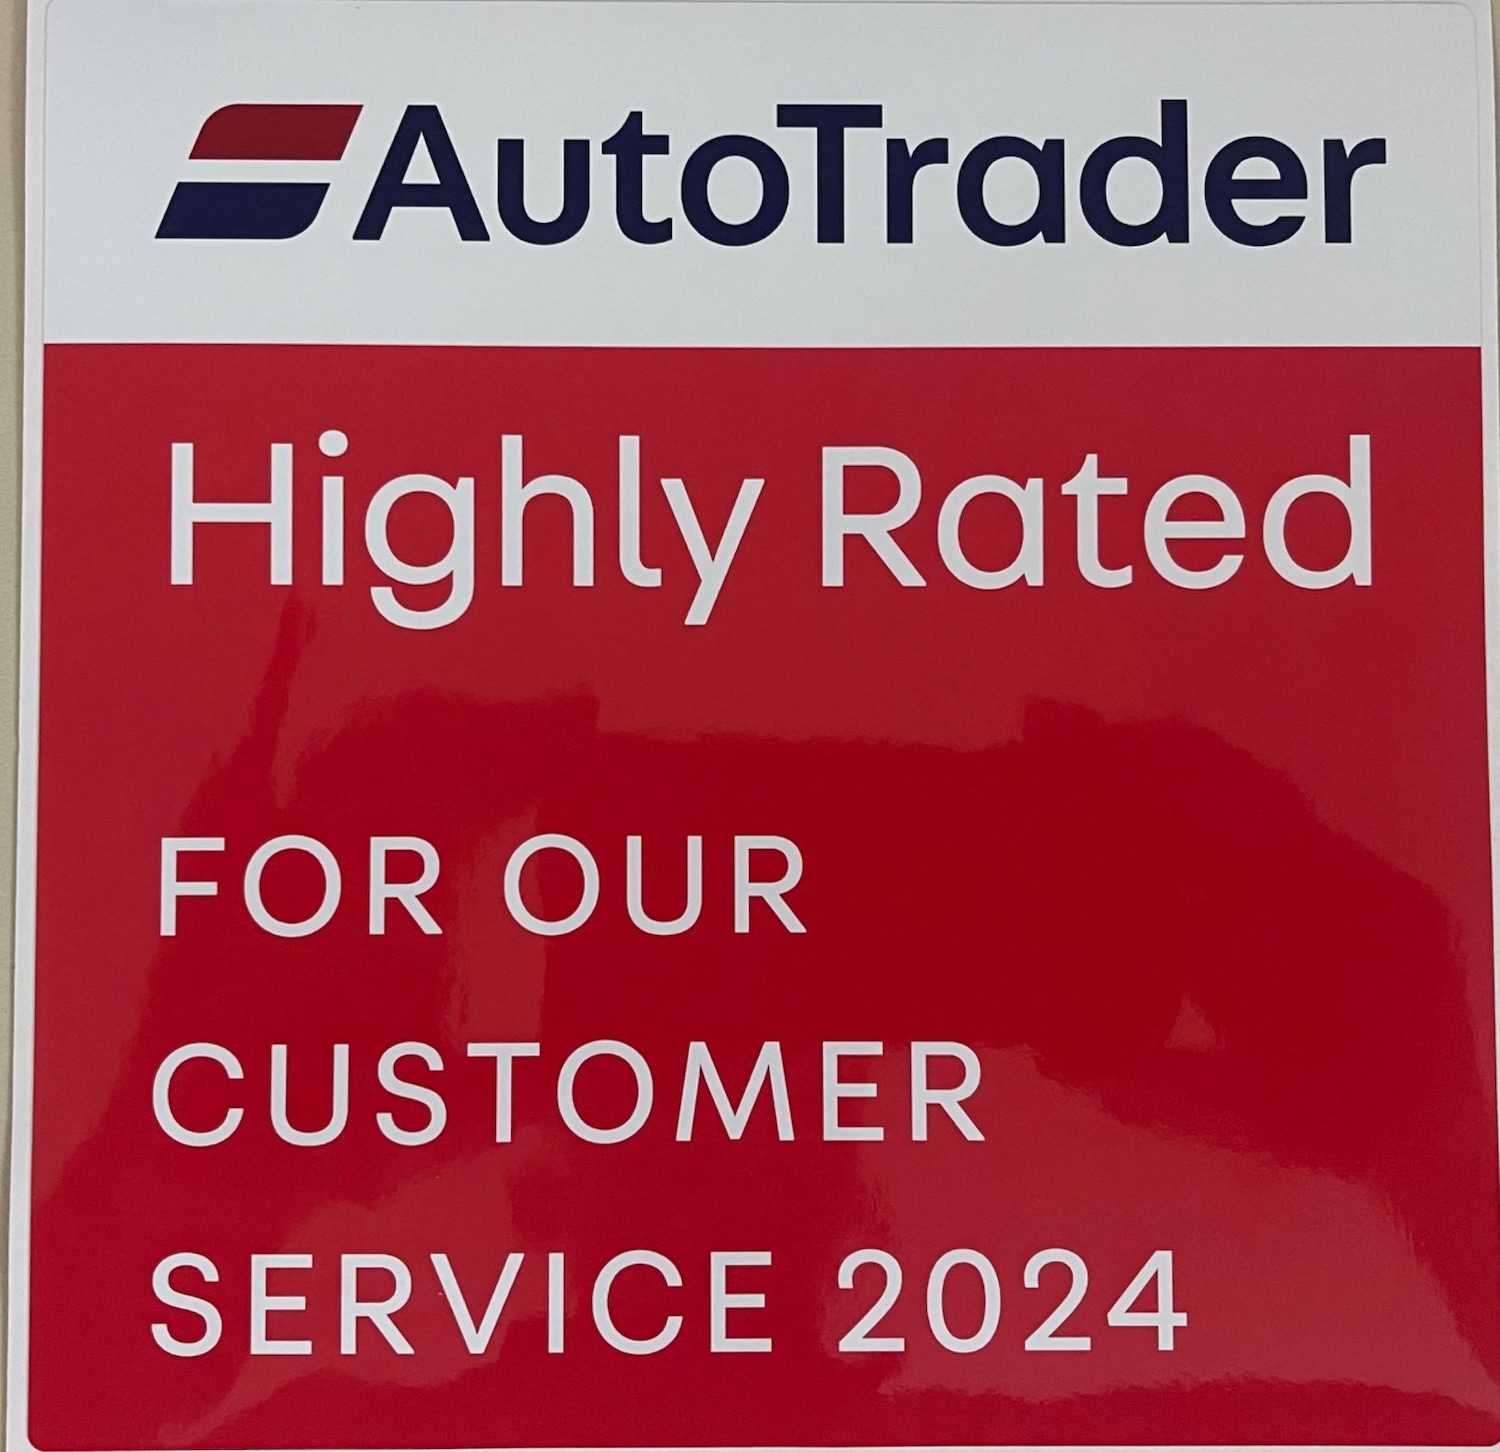 AutoTrader
Highly Rated
FOR OUR
CUSTOMER
SERVICE 2024